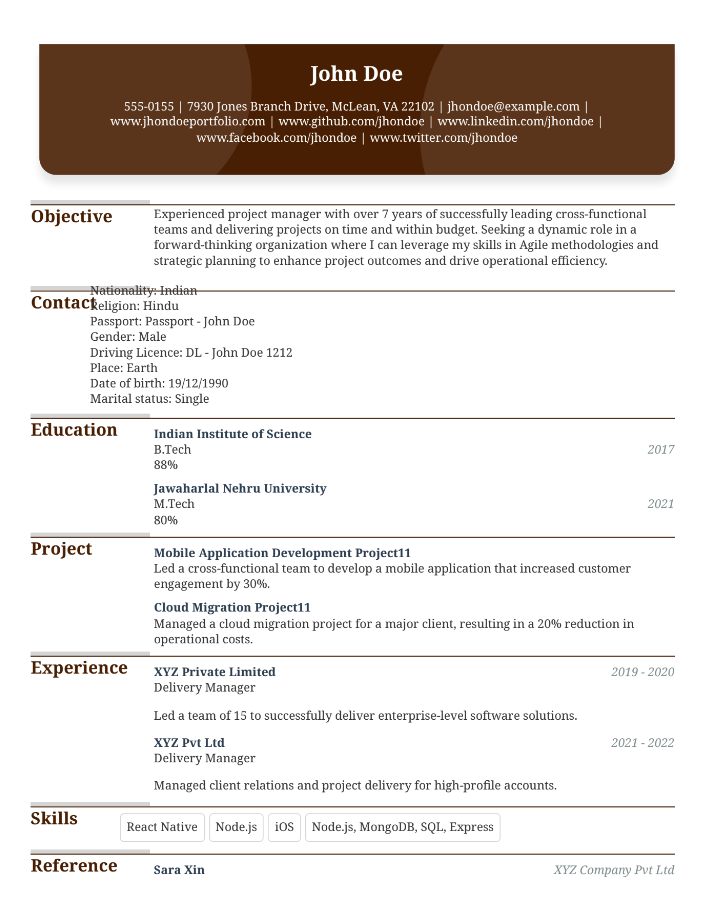 John Doe
555-0155 | 7930 Jones Branch Drive, McLean, VA 22102 | jhondoe@example.com |
www.jhondoeportfolio.com | www.github.com/jhondoe | www.linkedin.com/jhondoe |
www.facebook.com/jhondoe | www.twitter.com/jhondoe
Objective
Experienced project manager with over 7 years of successfully leading cross-functional
teams and delivering projects on time and within budget. Seeking a dynamic role in a
forward-thinking organization where I can leverage my skills in Agile methodologies and
strategic planning to enhance project outcomes and drive operational efficiency.
Contact
Nationality: Indian
Religion: Hindu
Passport: Passport - John Doe
Gender: Male
Driving Licence: DL - John Doe 1212
Place: Earth
Date of birth: 19/12/1990
Marital status: Single
Education
Indian Institute of Science
B.Tech 2017
88%
Jawaharlal Nehru University
M.Tech 2021
80%
Project
Mobile Application Development Project11
Led a cross-functional team to develop a mobile application that increased customer
engagement by 30%.
Cloud Migration Project11
Managed a cloud migration project for a major client, resulting in a 20% reduction in
operational costs.
Experience
XYZ Private Limited 2019 - 2020
Delivery Manager
Led a team of 15 to successfully deliver enterprise-level software solutions.
XYZ Pvt Ltd 2021 - 2022
Delivery Manager
Managed client relations and project delivery for high-profile accounts.
Skills
React Native Node.js iOS Node.js, MongoDB, SQL, Express
Reference
Sara Xin XYZ Company Pvt Ltd